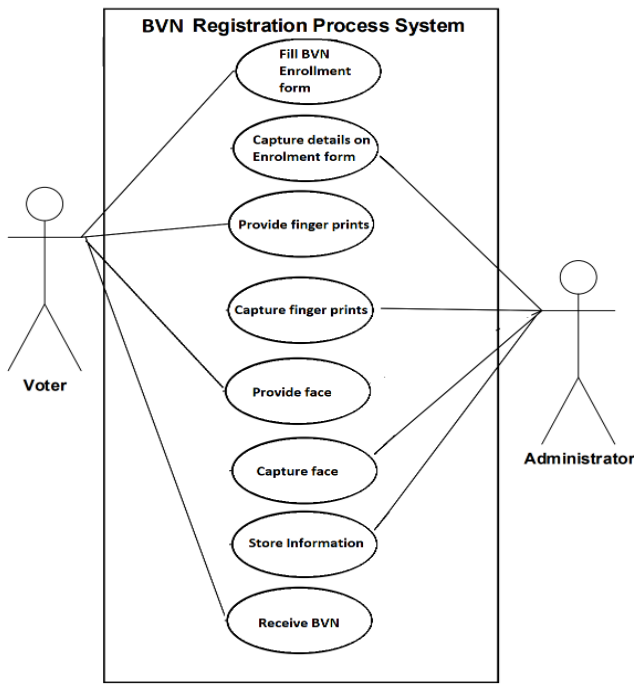 BVN Registration Process System
Fill BVN
Enrollment
form
Capture details on
Enrolment form
Provide finger prints
Capture finger prints
Provide face
Capture face
Store Information
Receive BVN
Voter
Administrator